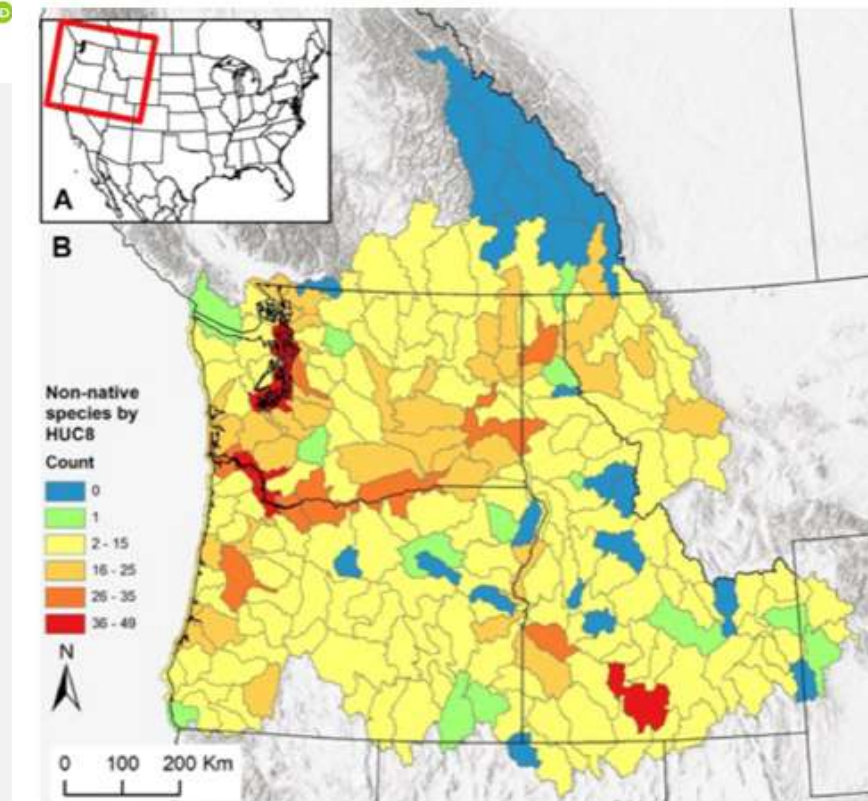 D
A
B
Non-native
species by
HUC8
Count
0
1
2 - 15
16 - 25
26 - 35
36 - 49
N
0 100 200 Km